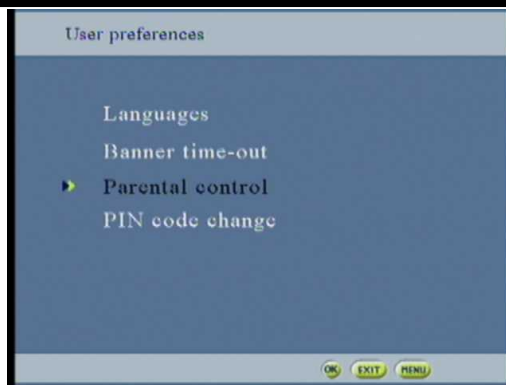 User preferences
Languages
Banner time-out
Parental control
PIN code change
OK EXIT MENU